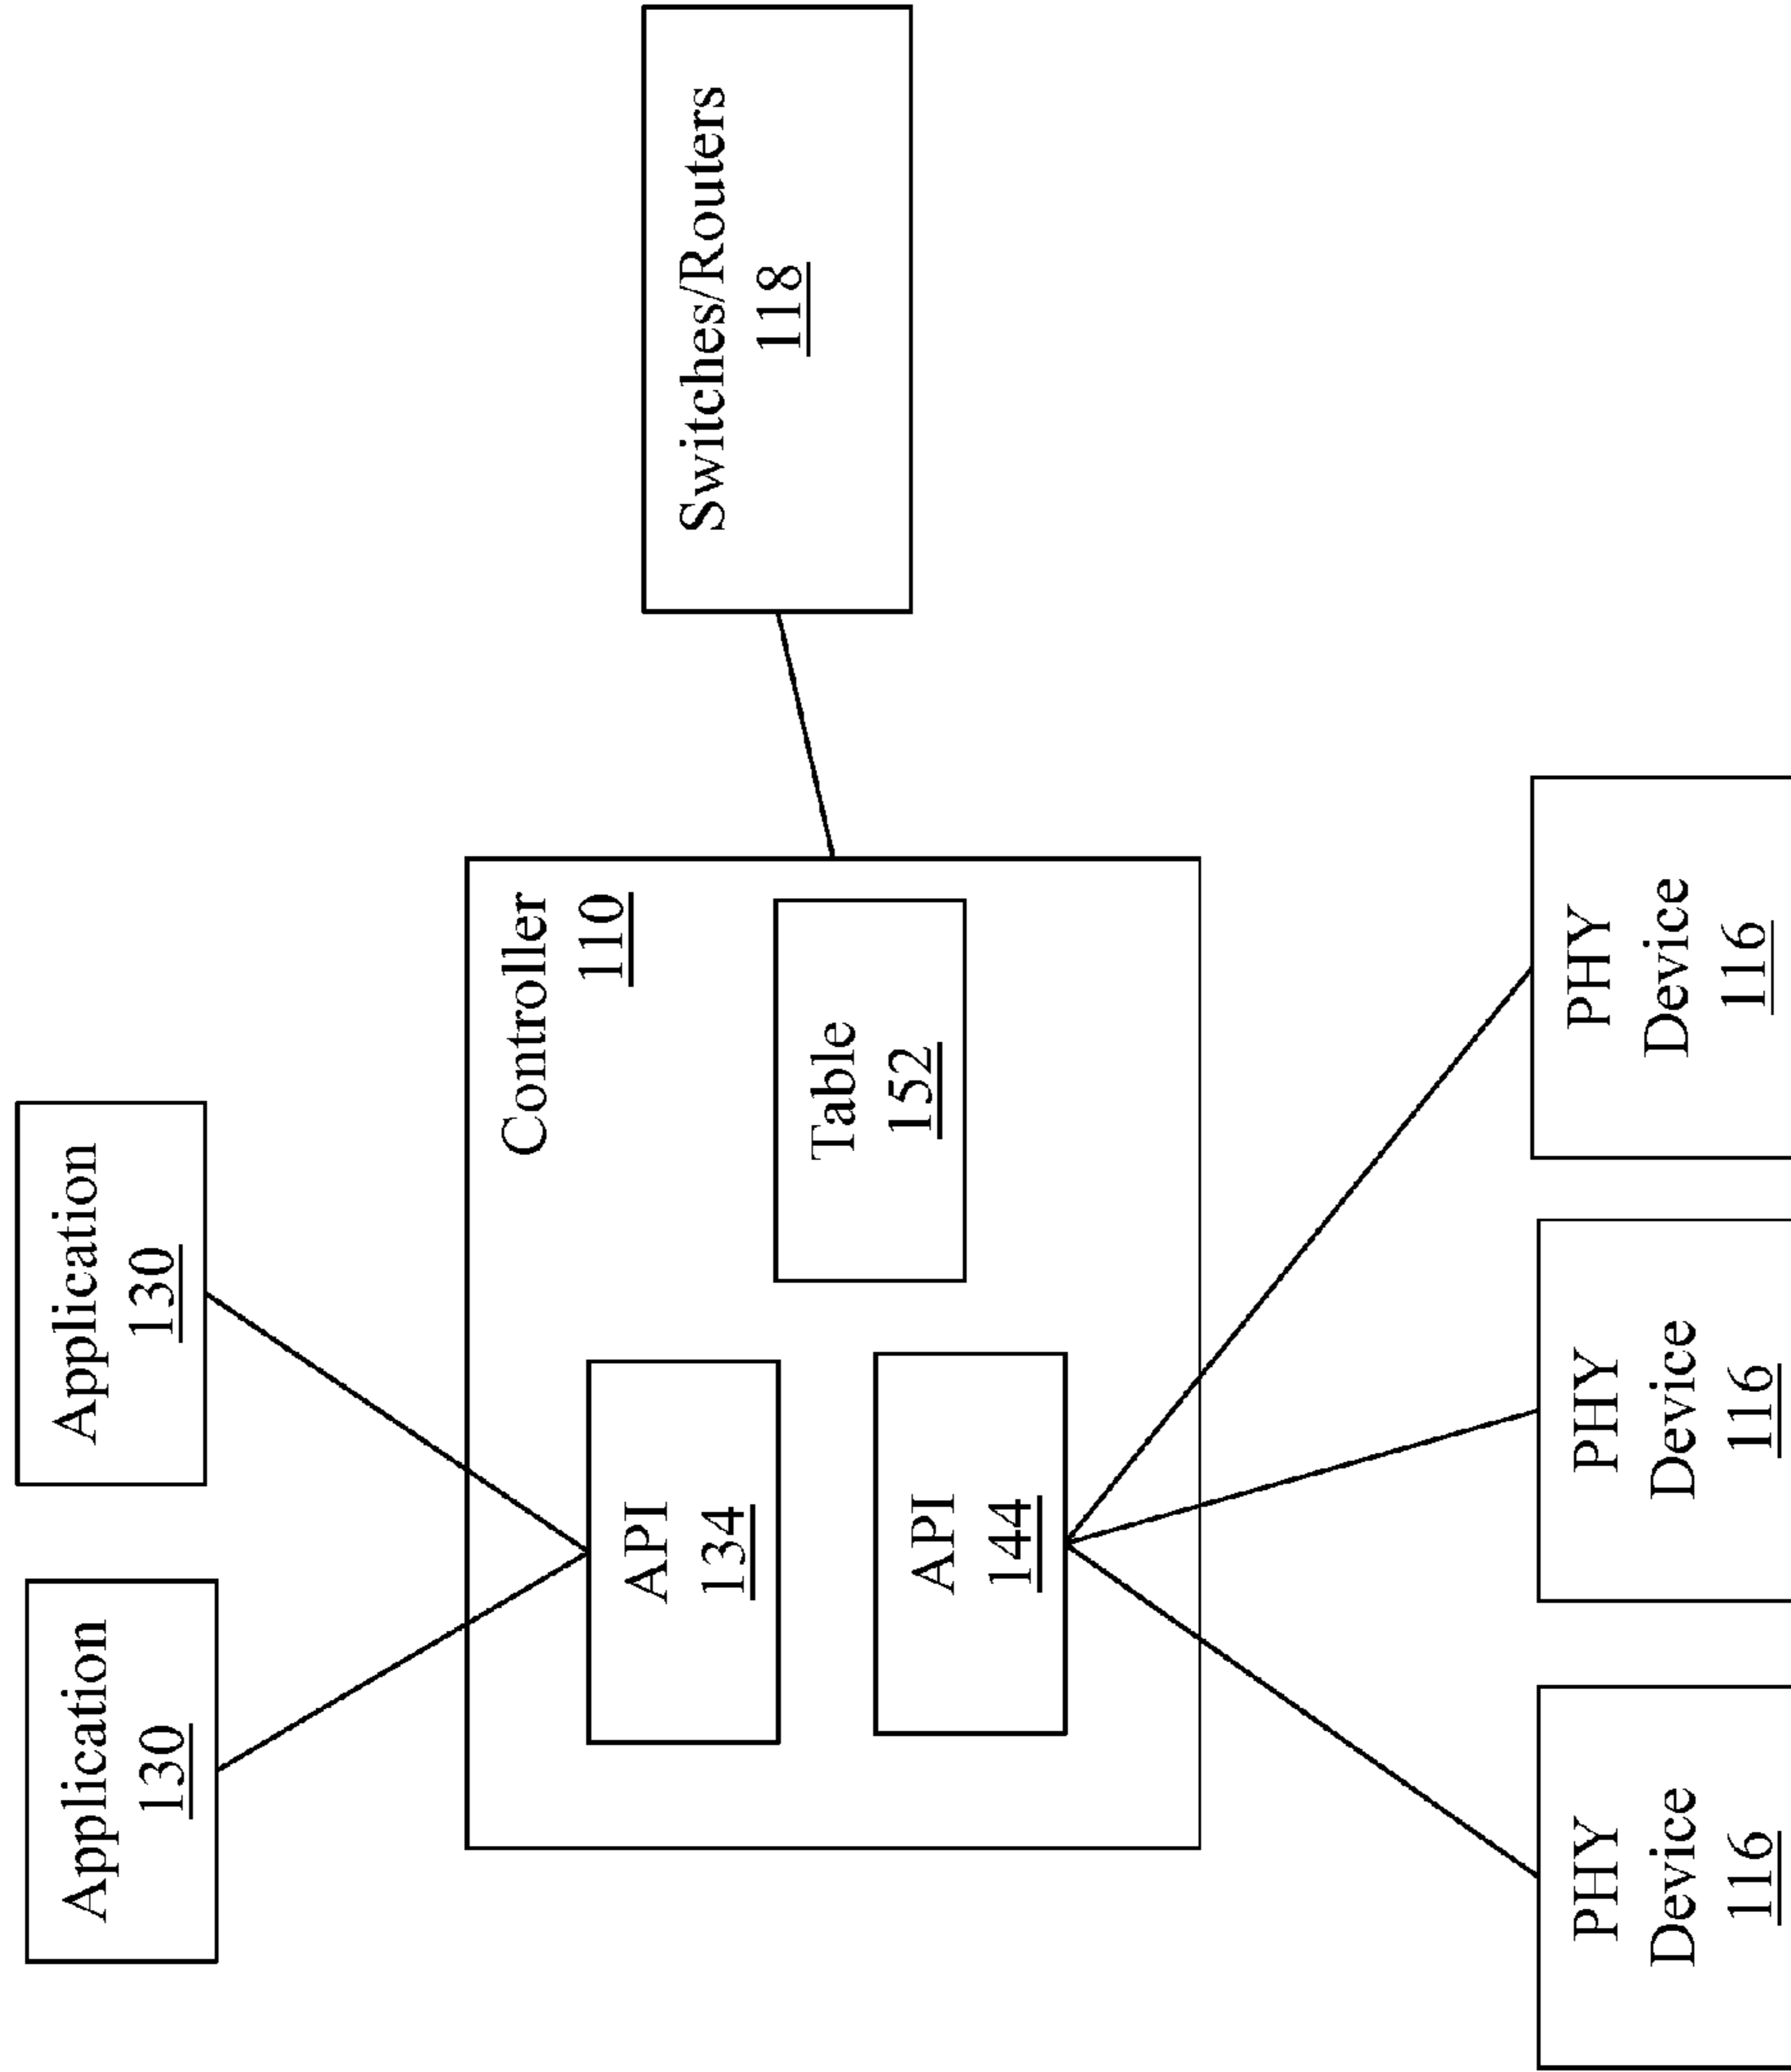 Application
130
Application
130
Controller
110
API
134
Table
152
API
144
Switches/Routers
118
PHY
Device
116
PHY
Device
116
PHY
Device
116